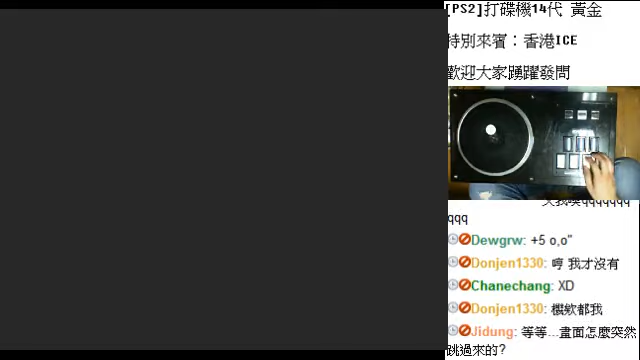 [PS2]打碟機14代 黃金
特別來賓：香港ICE
歡迎大家踴躍發問
qqq
Dewgrw: +5 o,o"
Donjen1330: 哼 我才沒有
Chanechang: XD
Donjen1330: 欸都我
Jidung: 等等...畫面怎麼突然
跳過來的?